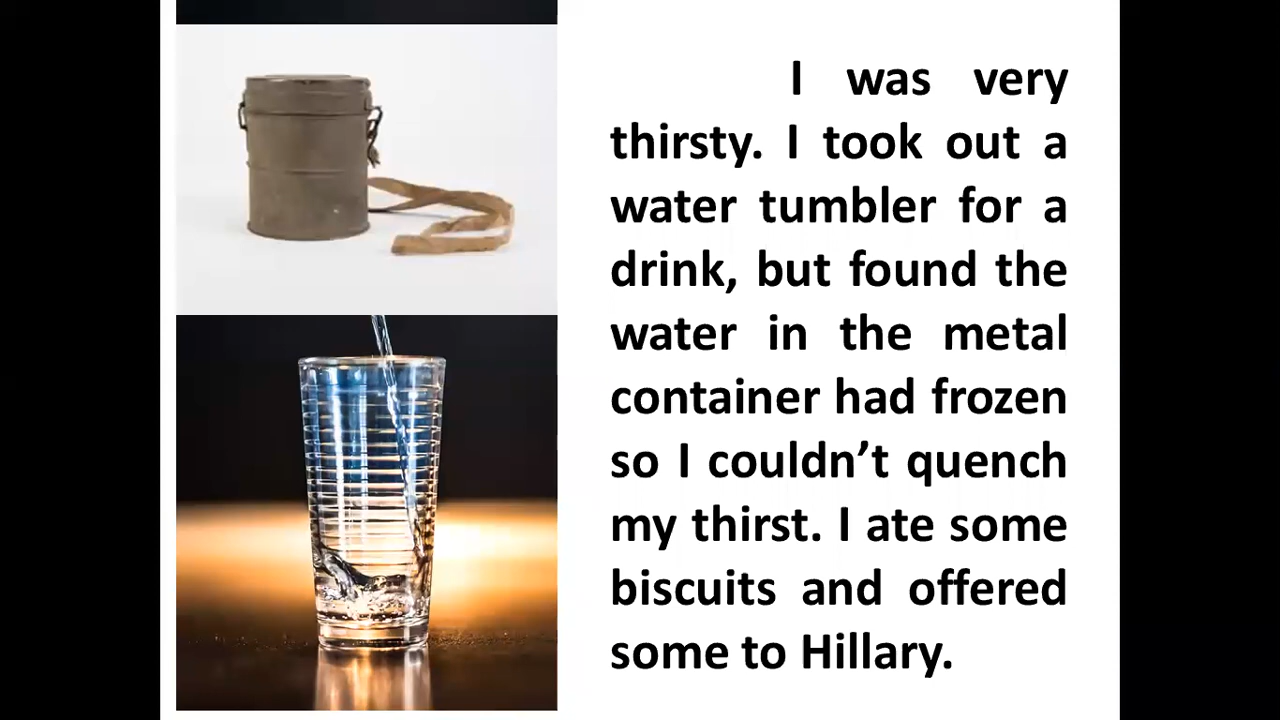 I was very
thirsty. I took out a
water tumbler for a
drink, but found the
water in the metal
container had frozen
so I couldn’t quench
my thirst. I ate some
biscuits and offered
some to Hillary.